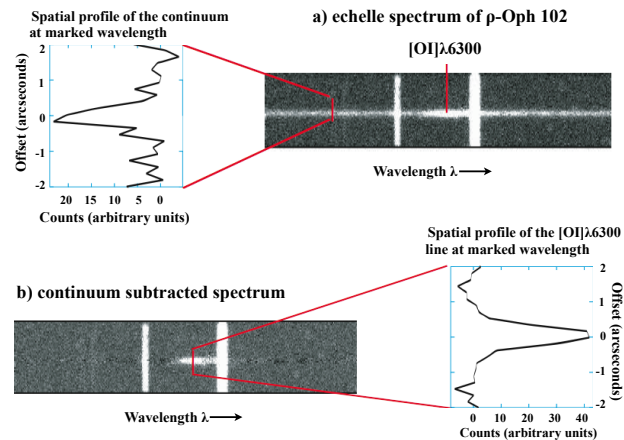 Spatial profile of the continuum
at marked wavelength
a) echelle spectrum of ρ-Oph 102
[OI]λ6300
2
1
0
-1
-2
Offset (arcseconds)
20 15 10 5 0
Counts (arbitrary units)
Wavelength λ
Spatial profile of the [OI]λ6300
line at marked wavelength
b) continuum subtracted spectrum
2
1
0
-1
-2
Offset (arcseconds)
0 10 20 30 40
Counts (arbitrary units)
Wavelength λ